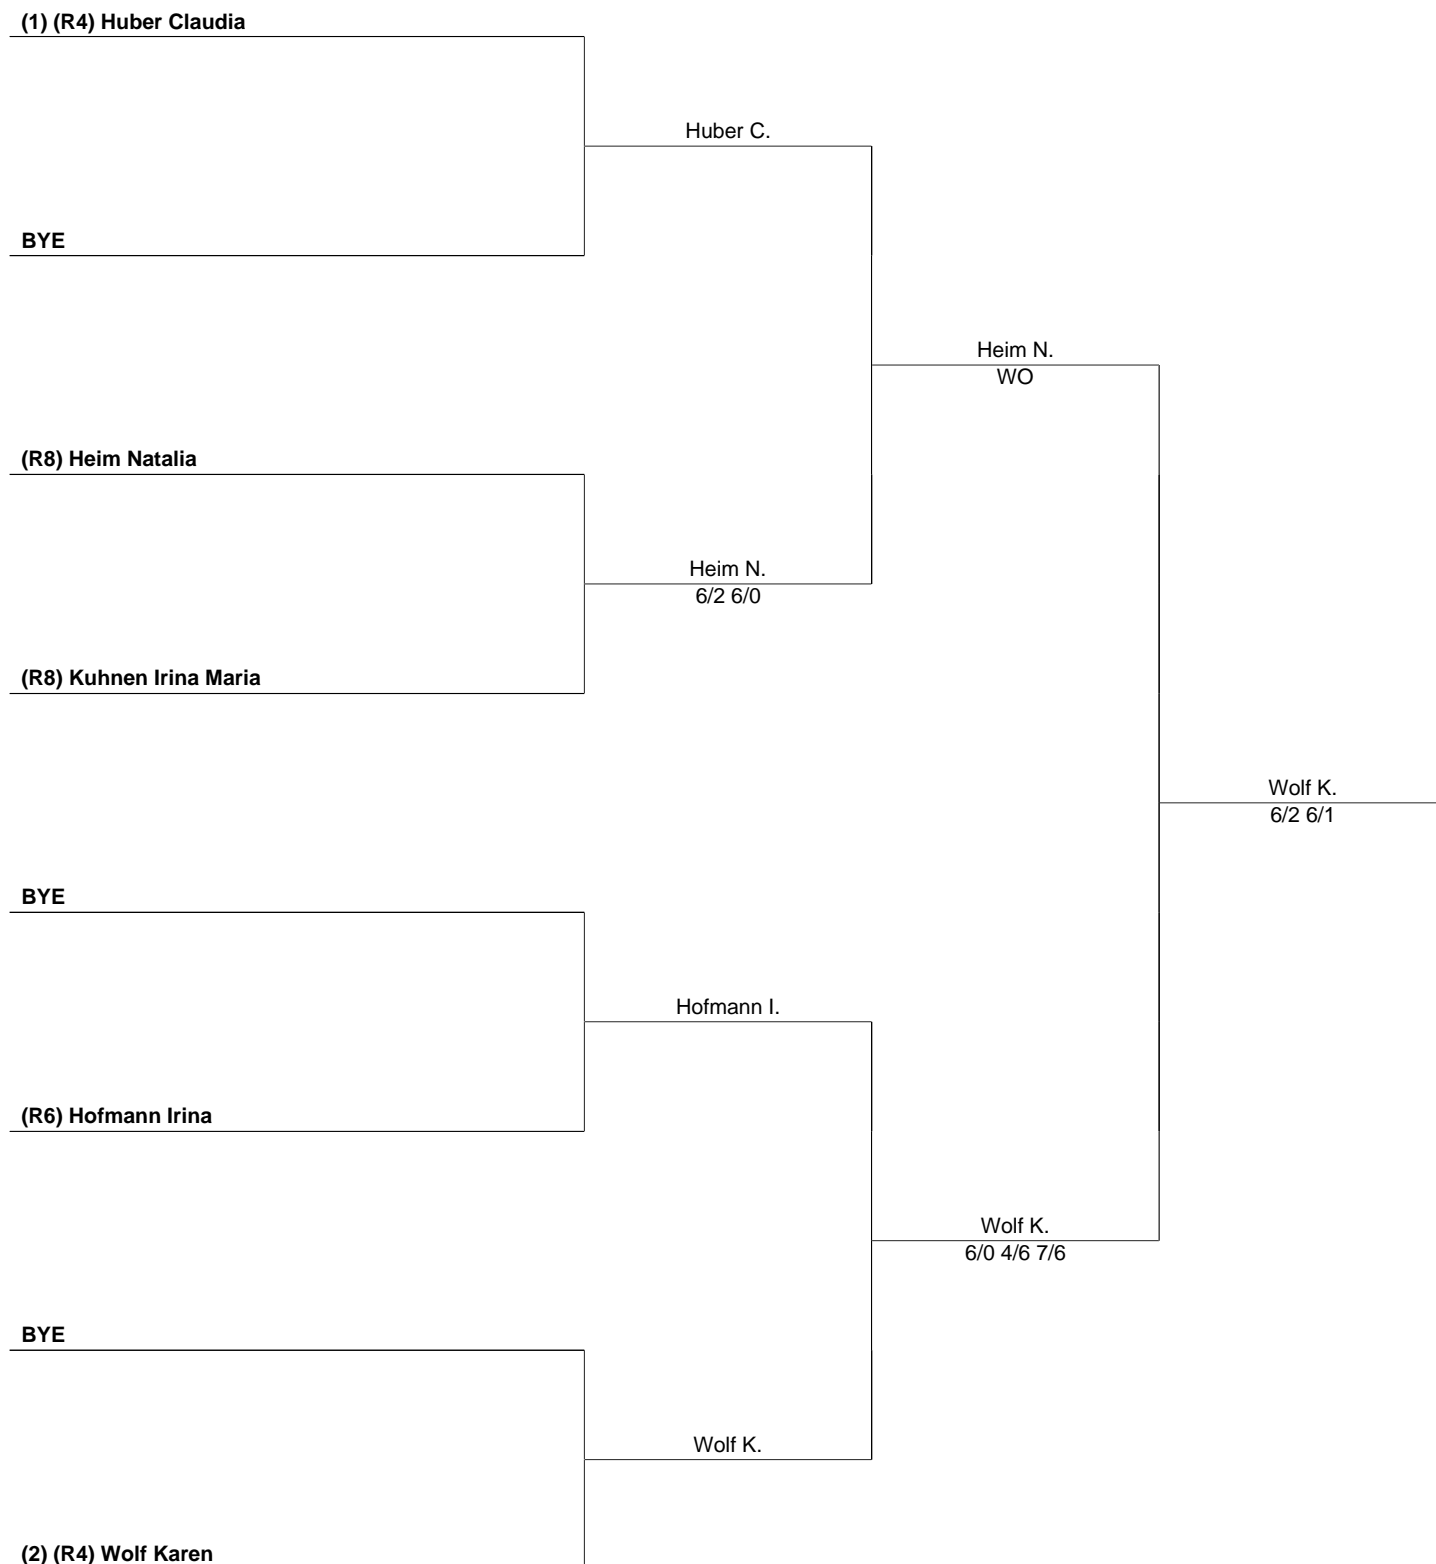 (1) (R4) Huber Claudia
Huber C.
BYE
Heim N.
WO
(R8) Heim Natalia
Heim N.
6/2 6/0
(R8) Kuhnen Irina Maria
Wolf K.
6/2 6/1
BYE
Hofmann I.
(R6) Hofmann Irina
Wolf K.
6/0 4/6 7/6
BYE
Wolf K.
(2) (R4) Wolf Karen